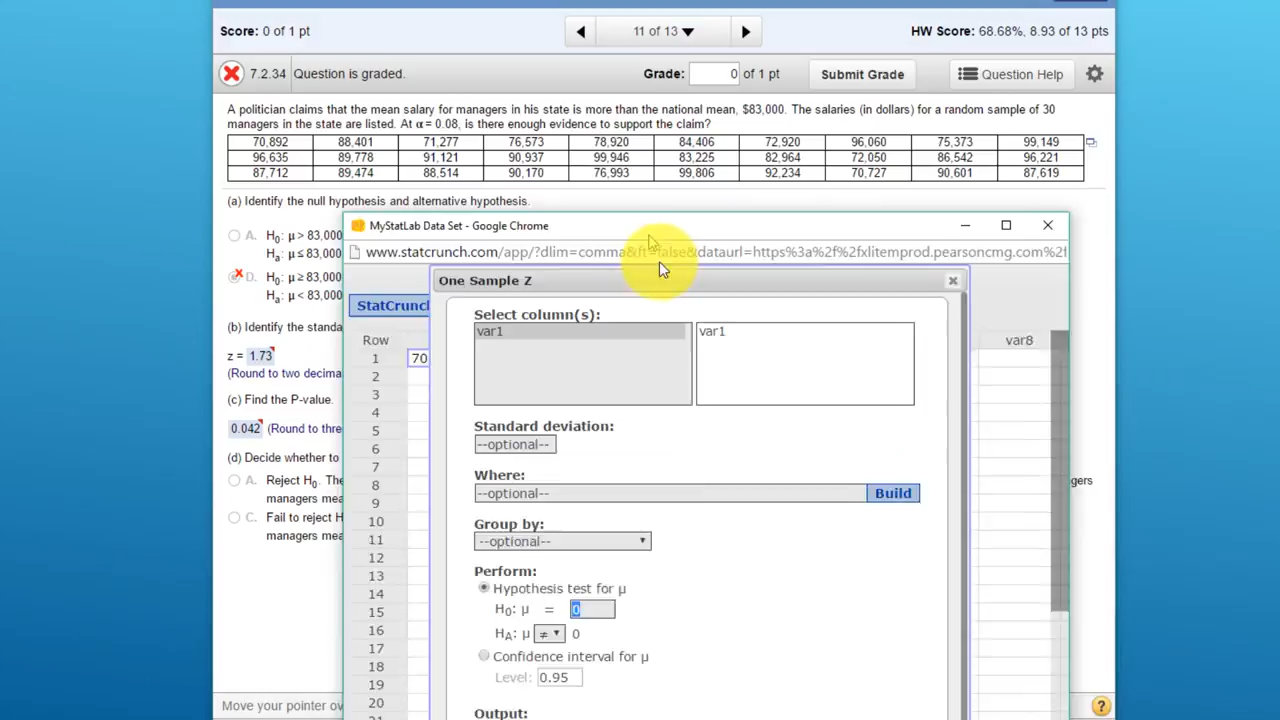 Score: 0 of 1 pt
11 of 13
HW Score: 68.68%, 8.93 of 13 pts
7.2.34 Question is graded.
Grade: 0 of 1 pt
Submit Grade
Question Help
A politician claims that the mean salary for managers in his state is more than the national mean, $83,000. The salaries (in dollars) for a random sample of 30
managers in the state are listed. At α = 0.08, is there enough evidence to support the claim?
70,892 88,401 71,277 76,573 78,920 84,406 72,920 96,060 75,373 99,149
96,635 89,778 91,121 90,937 99,946 83,225 82,964 72,050 86,542 96,221
87,712 89,474 88,514 90,170 76,993 99,806 92,234 70,727 90,601 87,619
(a) Identify the null hypothesis and alternative hypothesis.
A. H0: μ > 83,000
Ha: μ ≤ 83,000
D. H0: μ ≥ 83,000
Ha: μ < 83,000
(b) Identify the standa
z = 1.73
(Round to two decima
(c) Find the P-value.
0.042 (Round to thre
(d) Decide whether to
A. Reject H0. The
managers mea
C. Fail to reject H
managers mea
agers
Move your pointer ov
?
MyStatLab Data Set - Google Chrome
www.statcrunch.com/app/?dlim=comma&ft=false&dataurl=https%3a%2f%2fxlitemprod.pearsoncmg.com%2f
StatCrunch
Row
var8
1 70
2
3
4
5
6
7
8
9
10
11
12
13
14
15
16
17
18
19
20
One Sample Z
Select column(s):
var1 var1
Standard deviation:
--optional--
Where:
--optional-- Build
Group by:
--optional--
Perform:
Hypothesis test for μ
H0: μ = 0
HA: μ ≠ 0
Confidence interval for μ
Level: 0.95
Output: